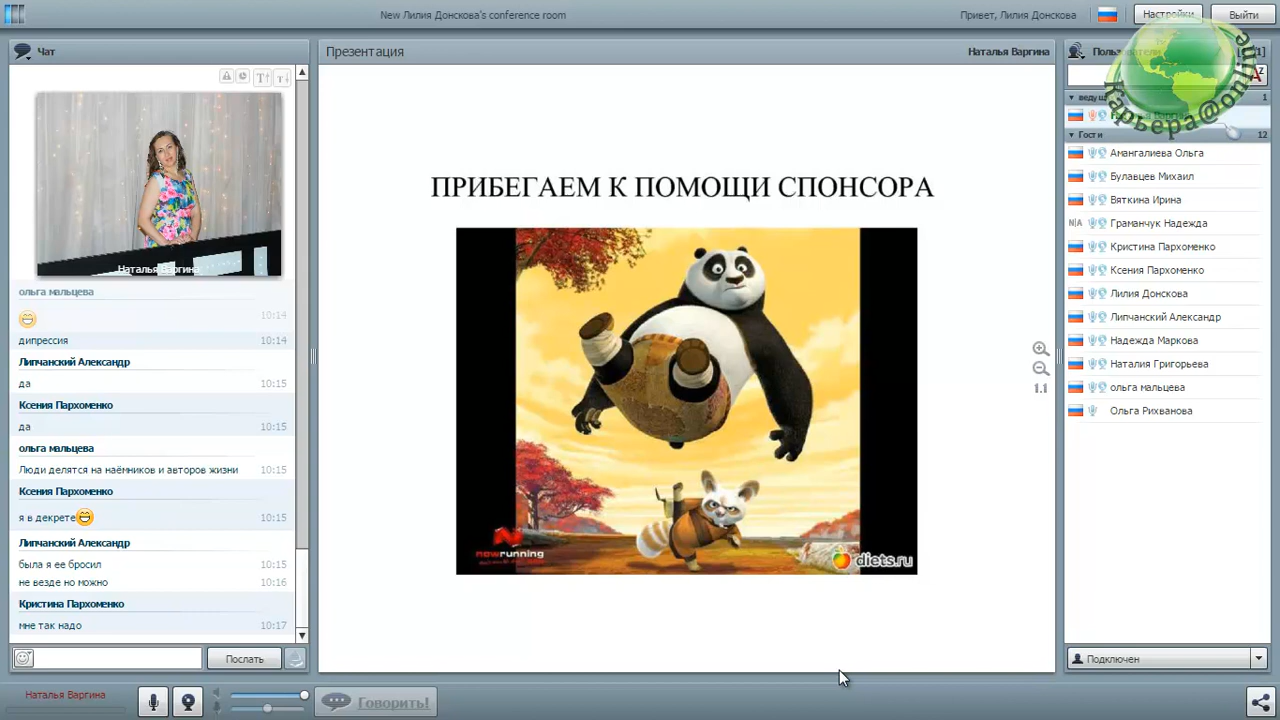 New Лилия Донскова's conference room
Привет, Лилия Донскова
Настройки
Выйти
Чат
Наталья Варгина
ольга мальцева
10:14
дипрессия 10:14
Липчанский Александр
да 10:15
Ксения Пархоменко
да 10:15
ольга мальцева
Люди делятся на наёмников и авторов жизни 10:15
Ксения Пархоменко
я в декрете 10:15
Липчанский Александр
была я ее бросил 10:15
не везде но можно 10:16
Кристина Пархоменко
мне так надо 10:17
Послать
Наталья Варгина
Говорить!
Презентация
Наталья Варгина
ПРИБЕГАЕМ К ПОМОЩИ СПОНСОРА
nowrunning
diets.ru
1.1
Карьера@online
1
Гости 12
Амангалиева Ольга
Булавцев Михаил
Вяткина Ирина
N|A Граманчук Надежда
Кристина Пархоменко
Ксения Пархоменко
Лилия Донскова
Липчанский Александр
Надежда Маркова
Наталия Григорьева
ольга мальцева
Ольга Рихванова
Подключен